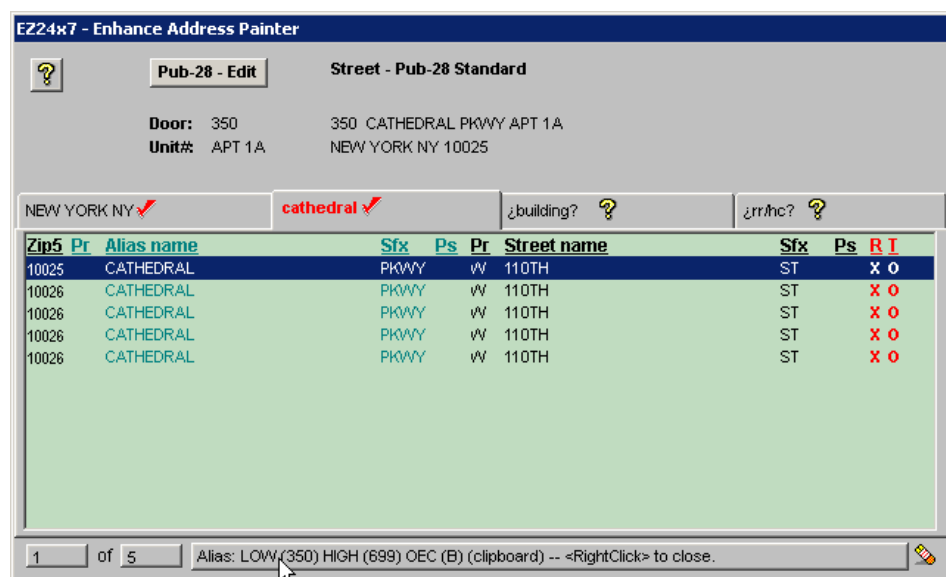 EZ24x7 - Enhance Address Painter
? Pub-28 - Edit Street - Pub-28 Standard
Door: 350 350 CATHEDRAL PKWY APT 1A
Unit#: APT 1A NEW YORK NY 10025
NEW YORK NY cathedral ¿building? ? ¿rr/hc? ?
Zip5 Pr Alias name Sfx Ps Pr Street name Sfx Ps R T
10025 CATHEDRAL PKWY W 110TH ST X O
10026 CATHEDRAL PKWY W 110TH ST X O
10026 CATHEDRAL PKWY W 110TH ST X O
10026 CATHEDRAL PKWY W 110TH ST X O
10026 CATHEDRAL PKWY W 110TH ST X O
1 of 5 Alias: LOW (350) HIGH (699) OEC (B) (clipboard) -- <RightClick> to close.